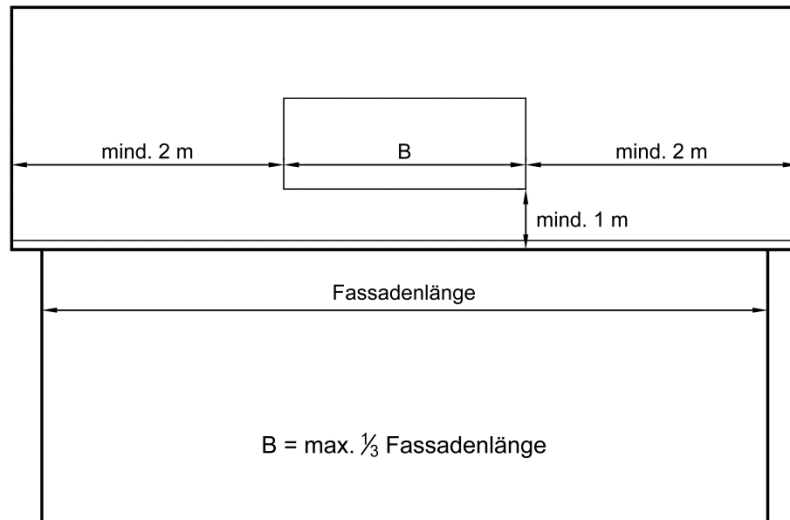 mind. 2 m B mind. 2 m
mind. 1 m
Fassadenlänge
B = max. ⅓ Fassadenlänge